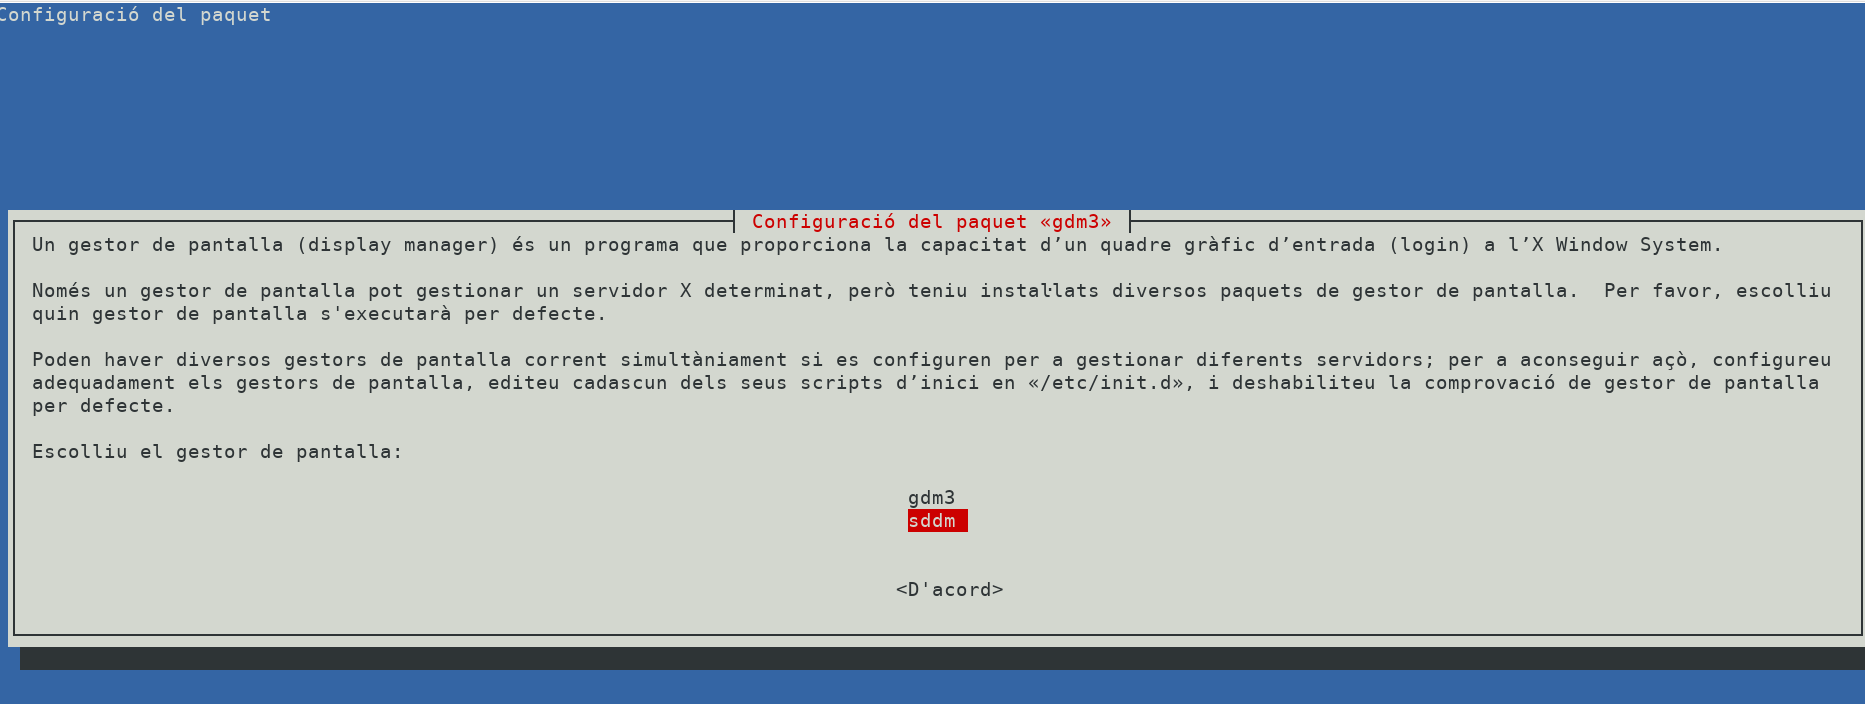 Configuració del paquet
Configuració del paquet «gdm3»
Un gestor de pantalla (display manager) és un programa que proporciona la capacitat d’un quadre gràfic d’entrada (login) a l’X Window System.
Només un gestor de pantalla pot gestionar un servidor X determinat, però teniu instal·lats diversos paquets de gestor de pantalla.  Per favor, escolliu
quin gestor de pantalla s'executarà per defecte.
Poden haver diversos gestors de pantalla corrent simultàniament si es configuren per a gestionar diferents servidors; per a aconseguir açò, configureu
adequadament els gestors de pantalla, editeu cadascun dels seus scripts d’inici en «/etc/init.d», i deshabiliteu la comprovació de gestor de pantalla
per defecte.
Escolliu el gestor de pantalla:
gdm3
sddm
<D'acord>